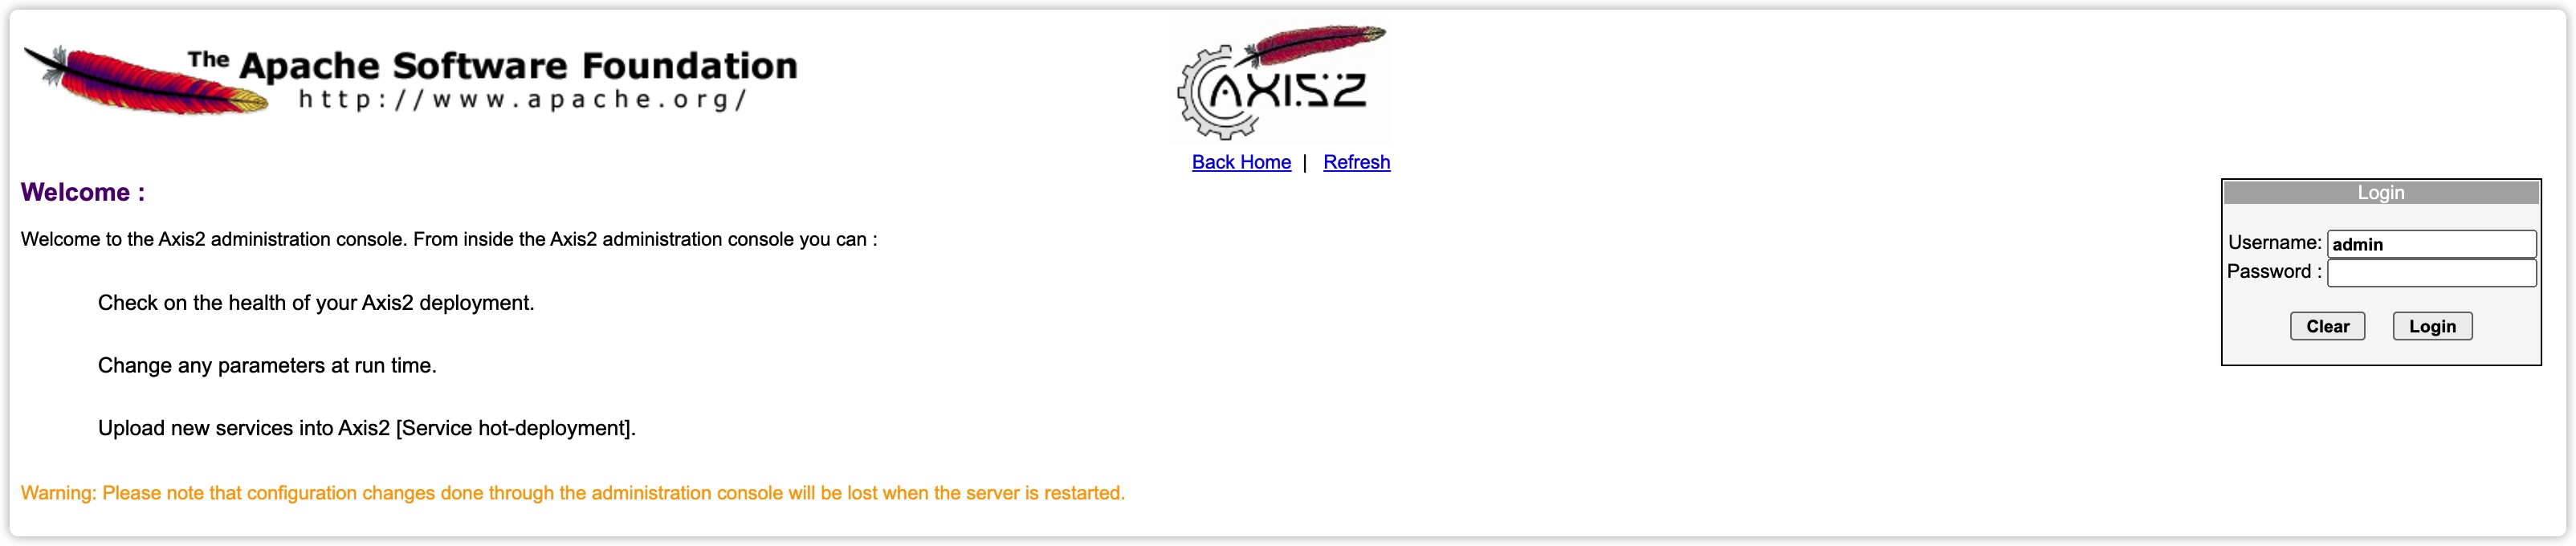 The Apache Software Foundation
http://www.apache.org/
AXIS2
Back Home | Refresh
Welcome :
Login
Welcome to the Axis2 administration console. From inside the Axis2 administration console you can :
Username: admin
Password :
Check on the health of your Axis2 deployment.
Clear Login
Change any parameters at run time.
Upload new services into Axis2 [Service hot-deployment].
Warning: Please note that configuration changes done through the administration console will be lost when the server is restarted.